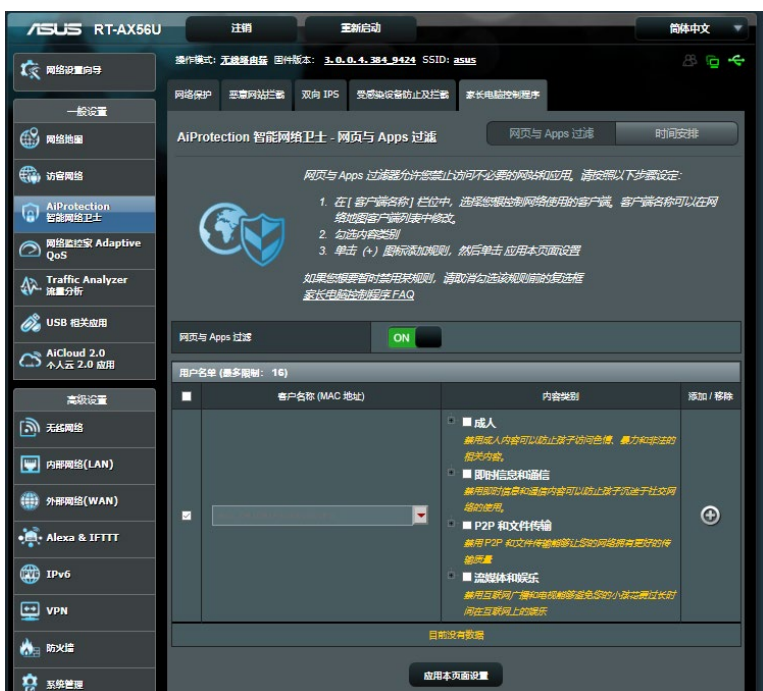 ASUS RT-AX56U 注销 重新启动 简体中文
网络设置向导
操作模式: 无线路由器 固件版本: 3.0.0.4.384_9424 SSID: asus
网络保护 恶意网站拦截 双向 IPS 受感染设备防止及拦截 家长电脑控制程序
一般设置
网络地图
访客网络
AiProtection
智能网络卫士
网络监控家 Adaptive
QoS
Traffic Analyzer
流量分析
USB 相关应用
AiCloud 2.0
个人云 2.0 应用
高级设置
无线网络
内部网络(LAN)
外部网络(WAN)
Alexa & IFTTT
IPv6
VPN
防火墙
系统管理
AiProtection 智能网络卫士 - 网页与 Apps 过滤
网页与 Apps 过滤 时间安排
网页与 Apps 过滤器允许您禁止访问不必要的网站和应用。请按照以下步骤设定:
1. 在 [ 客户端名称 ] 栏位中，选择您想控制网络使用的客户端。客户端名称可以在网
络地图客户端列表中修改。
2. 勾选内容类别
3. 单击 (+) 图标添加规则，然后单击 应用本页面设置
如果您想要暂时禁用某规则，请取消勾选该规则前的复选框
家长电脑控制程序 FAQ
网页与 Apps 过滤 ON
用户名单 (最多限制: 16)
客户名称 (MAC 地址) 内容类别 添加 / 移除
成人
禁用成人内容可以防止孩子访问色情、暴力和非法的
相关内容。
即时信息和通信
禁用即时信息和通信内容可以防止孩子沉迷于社交网
络的使用。
P2P 和文件传输
禁用 P2P 和文件传输能够让您的网络拥有更好的传
输质量
流媒体和娱乐
禁用互联网广播和电视能够避免您的小孩花费过长时
间在互联网上的娱乐
目前没有数据
应用本页面设置